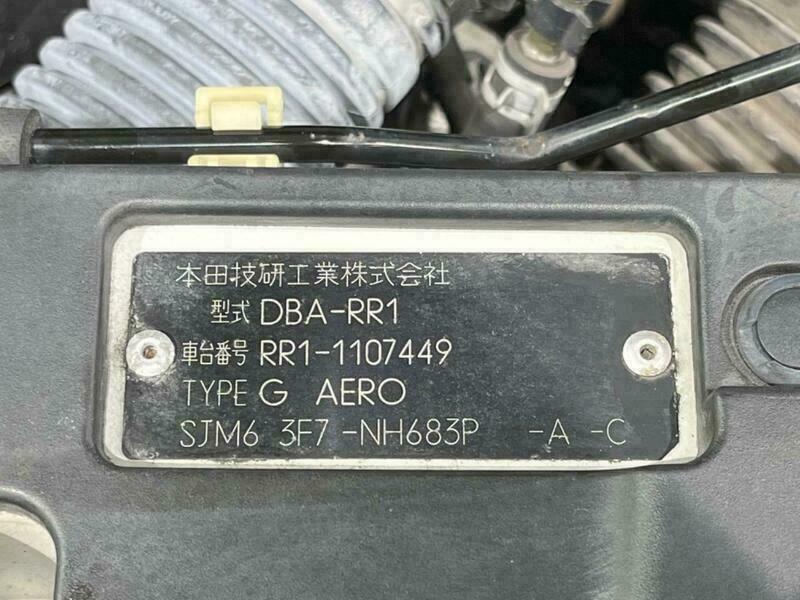 本田技研工業株式会社
型式 DBA-RR1
車台番号 RR1-1107449
TYPE G AERO
SJM6 3F7 -NH683P -A -C